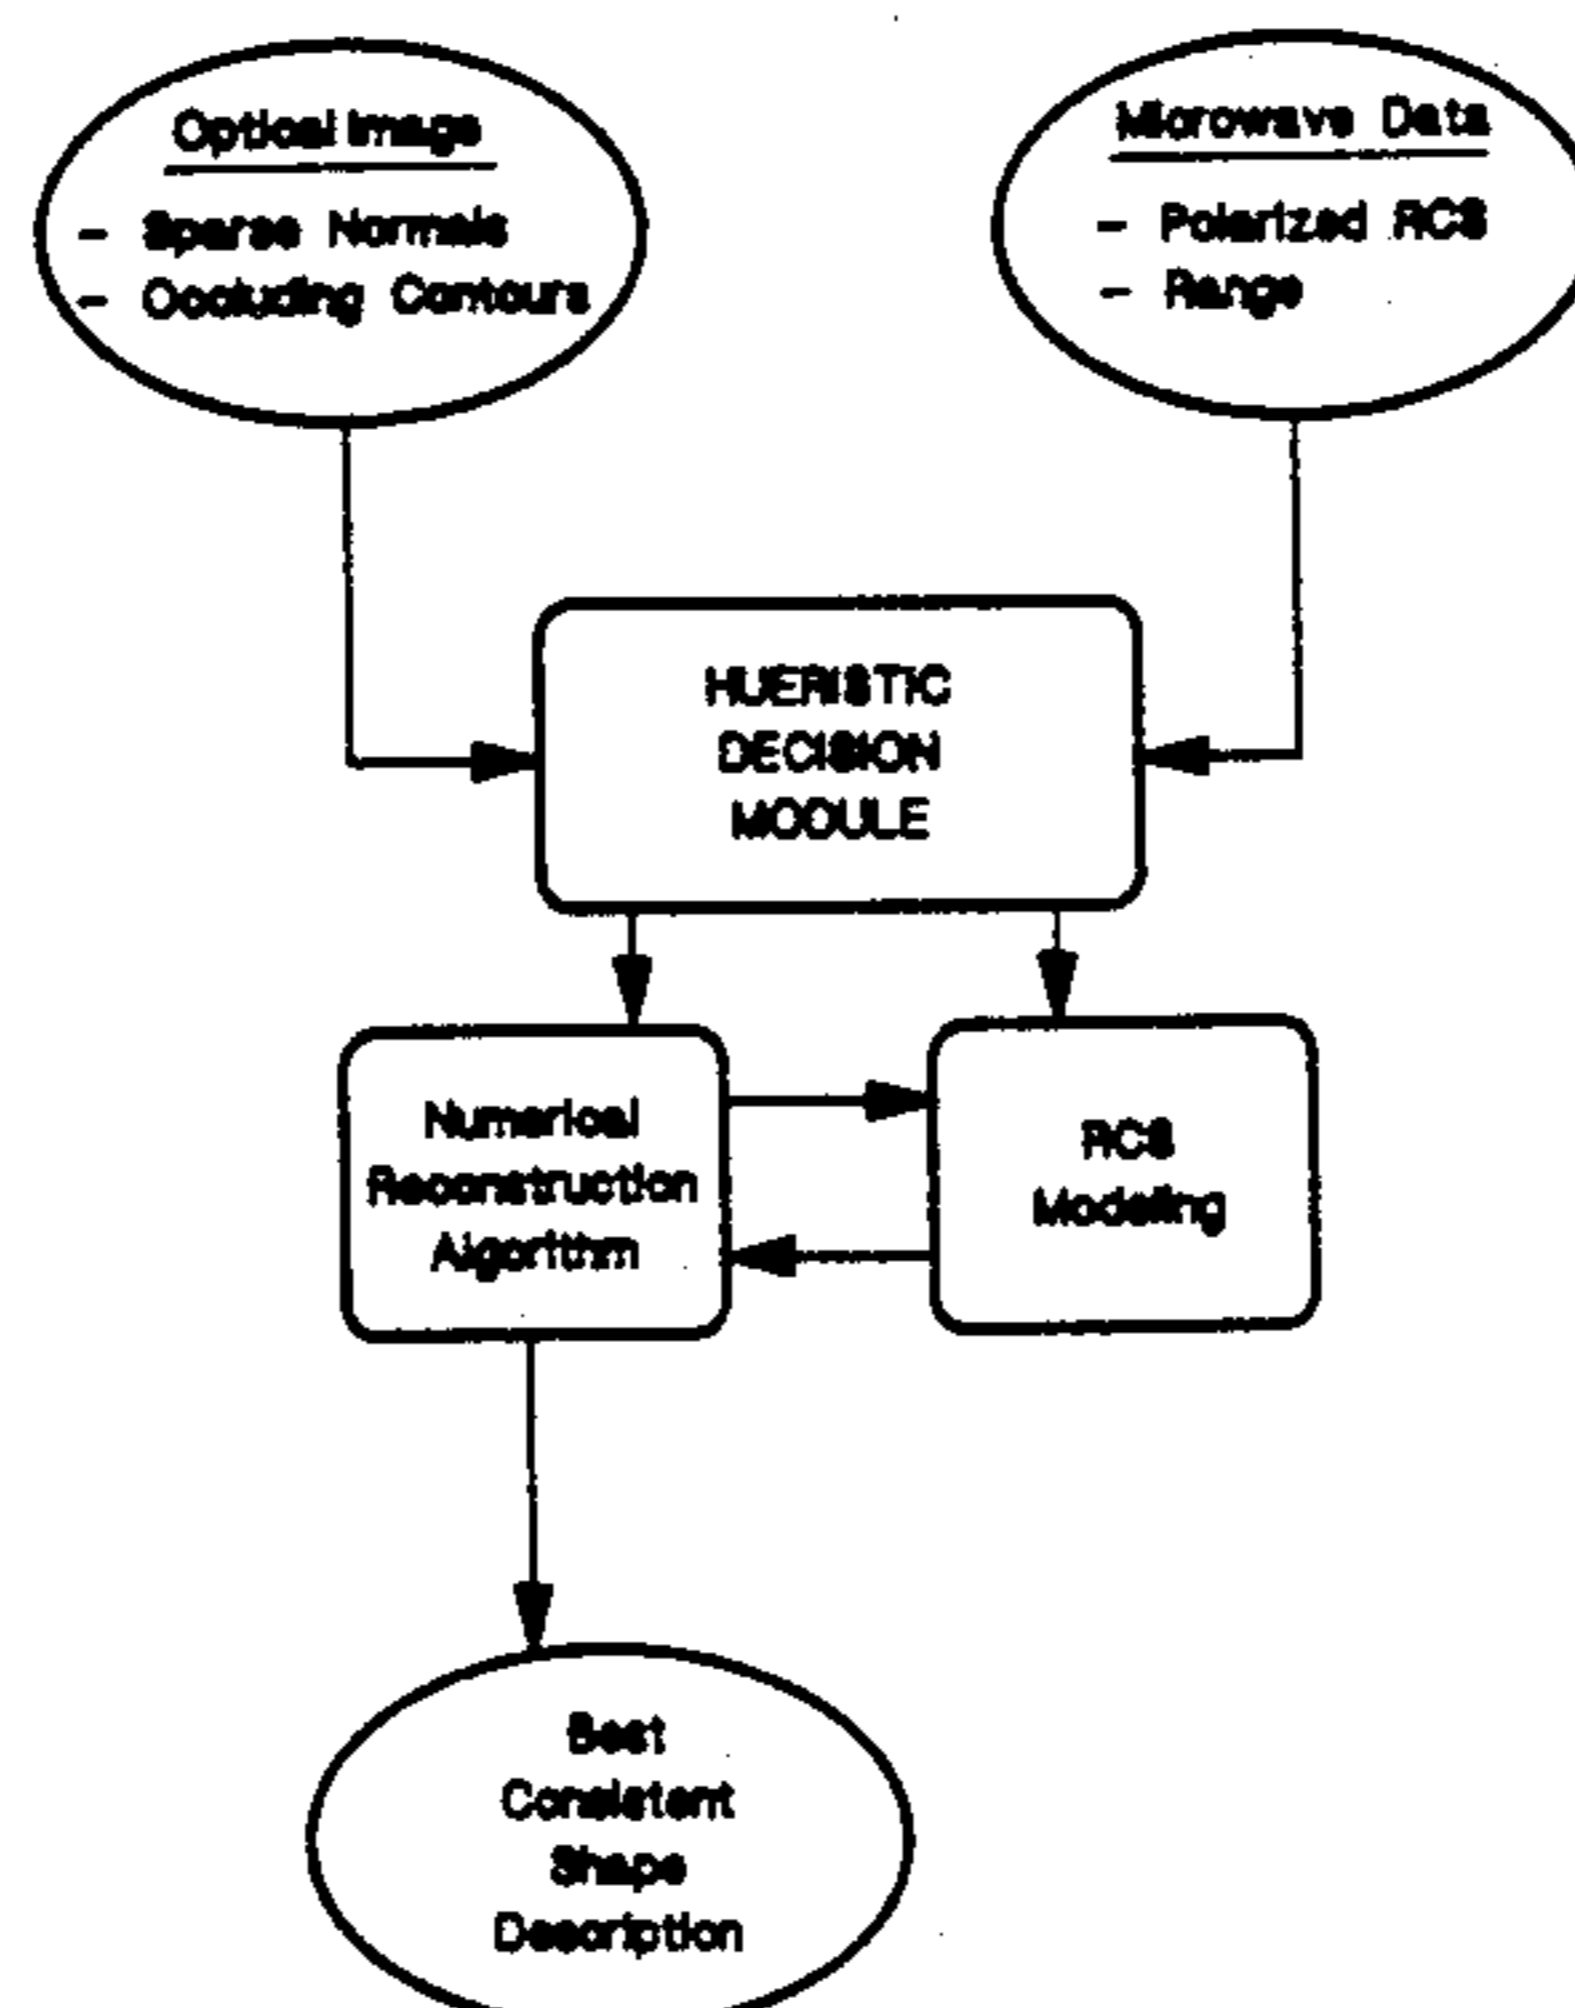 Optical Image
- Sparse Normals
- Occluding Contours
Microwave Data
- Polarized RCS
- Range
HUERISTIC
DECISION
MODULE
Numerical
Reconstruction
Algorithm
RCS
Modeling
Best
Consistent
Shape
Description